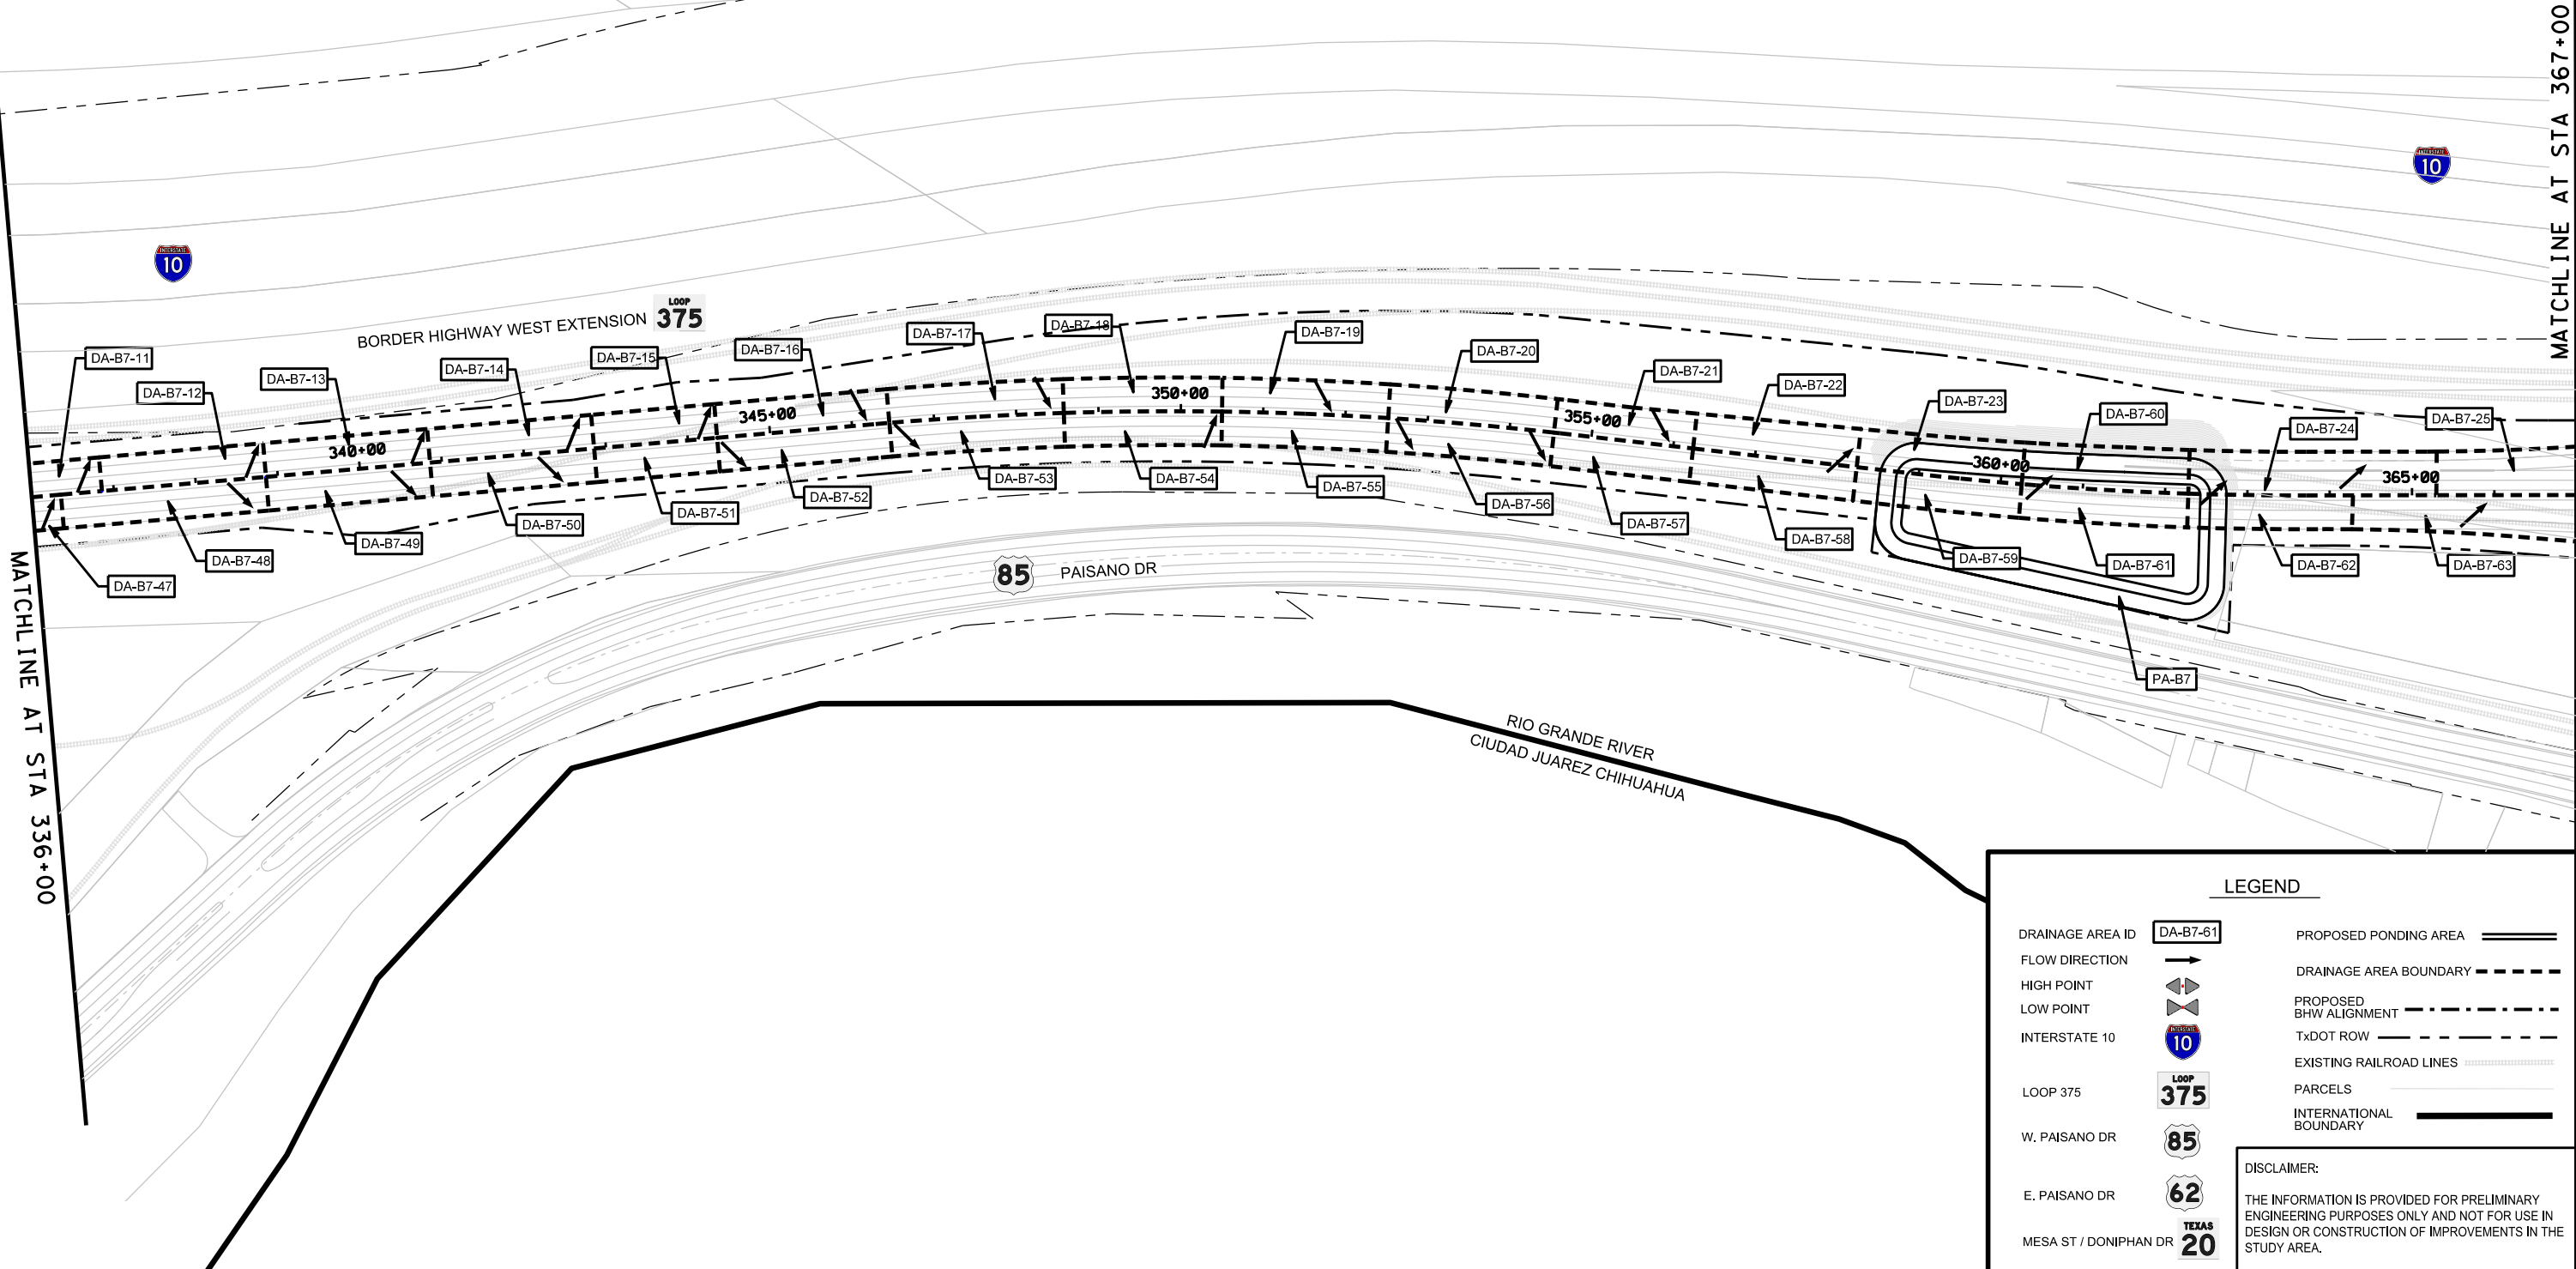 MATCHLINE AT STA 367+00
INTERSTATE
10
INTERSTATE
10
BORDER HIGHWAY WEST EXTENSION
LOOP
375
DA-B7-11
DA-B7-12
DA-B7-13
DA-B7-14
DA-B7-15
DA-B7-16
DA-B7-17
DA-B7-18
DA-B7-19
DA-B7-20
DA-B7-21
DA-B7-22
DA-B7-23
DA-B7-60
DA-B7-24
DA-B7-25
340+00
345+00
350+00
355+00
360+00
365+00
DA-B7-47
DA-B7-48
DA-B7-49
DA-B7-50
DA-B7-51
DA-B7-52
DA-B7-53
DA-B7-54
DA-B7-55
DA-B7-56
DA-B7-57
DA-B7-58
DA-B7-59
DA-B7-61
DA-B7-62
DA-B7-63
PA-B7
MATCHLINE AT STA 336+00
85
PAISANO DR
RIO GRANDE RIVER
CIUDAD JUAREZ CHIHUAHUA
LEGEND
DRAINAGE AREA ID DA-B7-61
FLOW DIRECTION
HIGH POINT
LOW POINT
INTERSTATE 10
INTERSTATE
10
LOOP 375
LOOP
375
W. PAISANO DR 85
E. PAISANO DR 62
MESA ST / DONIPHAN DR
TEXAS
20
PROPOSED PONDING AREA
DRAINAGE AREA BOUNDARY
PROPOSED
BHW ALIGNMENT
TxDOT ROW
EXISTING RAILROAD LINES
PARCELS
INTERNATIONAL
BOUNDARY
DISCLAIMER:
THE INFORMATION IS PROVIDED FOR PRELIMINARY
ENGINEERING PURPOSES ONLY AND NOT FOR USE IN
DESIGN OR CONSTRUCTION OF IMPROVEMENTS IN THE
STUDY AREA.